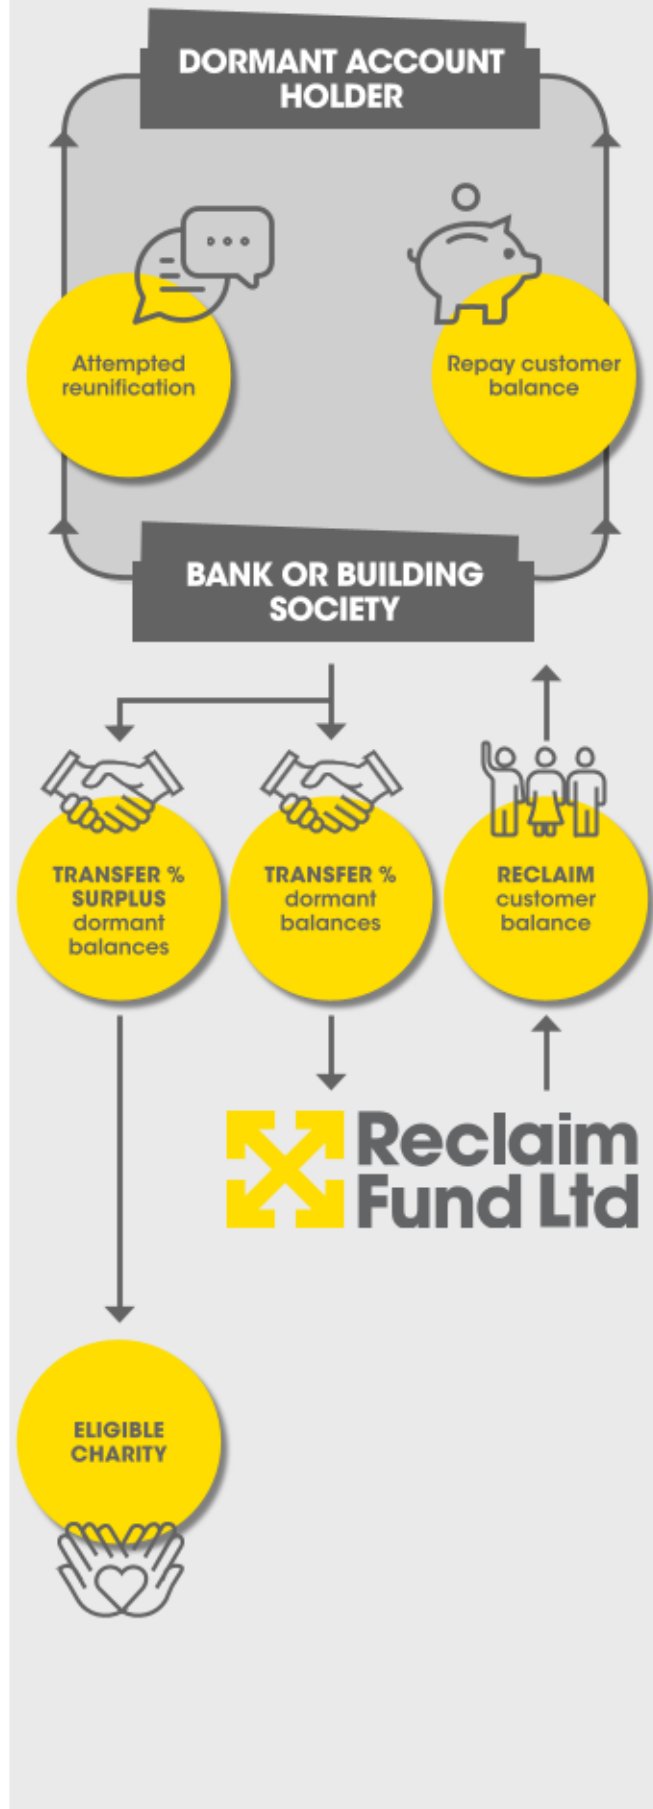 DORMANT ACCOUNT
HOLDER
Attempted
reunification
Repay customer
balance
BANK OR BUILDING
SOCIETY
TRANSFER %
SURPLUS
dormant
balances
TRANSFER %
dormant
balances
RECLAIM
customer
balance
Reclaim
Fund Ltd
ELIGIBLE
CHARITY